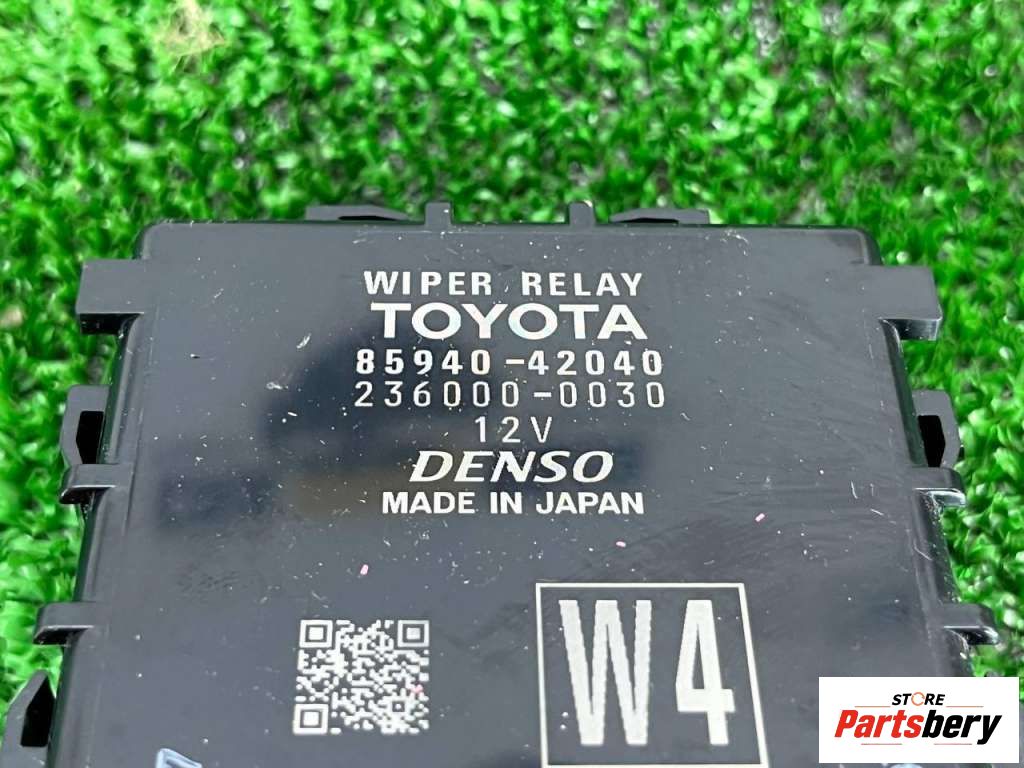 WIPER RELAY
TOYOTA
85940-42040
236000-0030
12V
DENSO
MADE IN JAPAN
W4
STORE
Partsbery